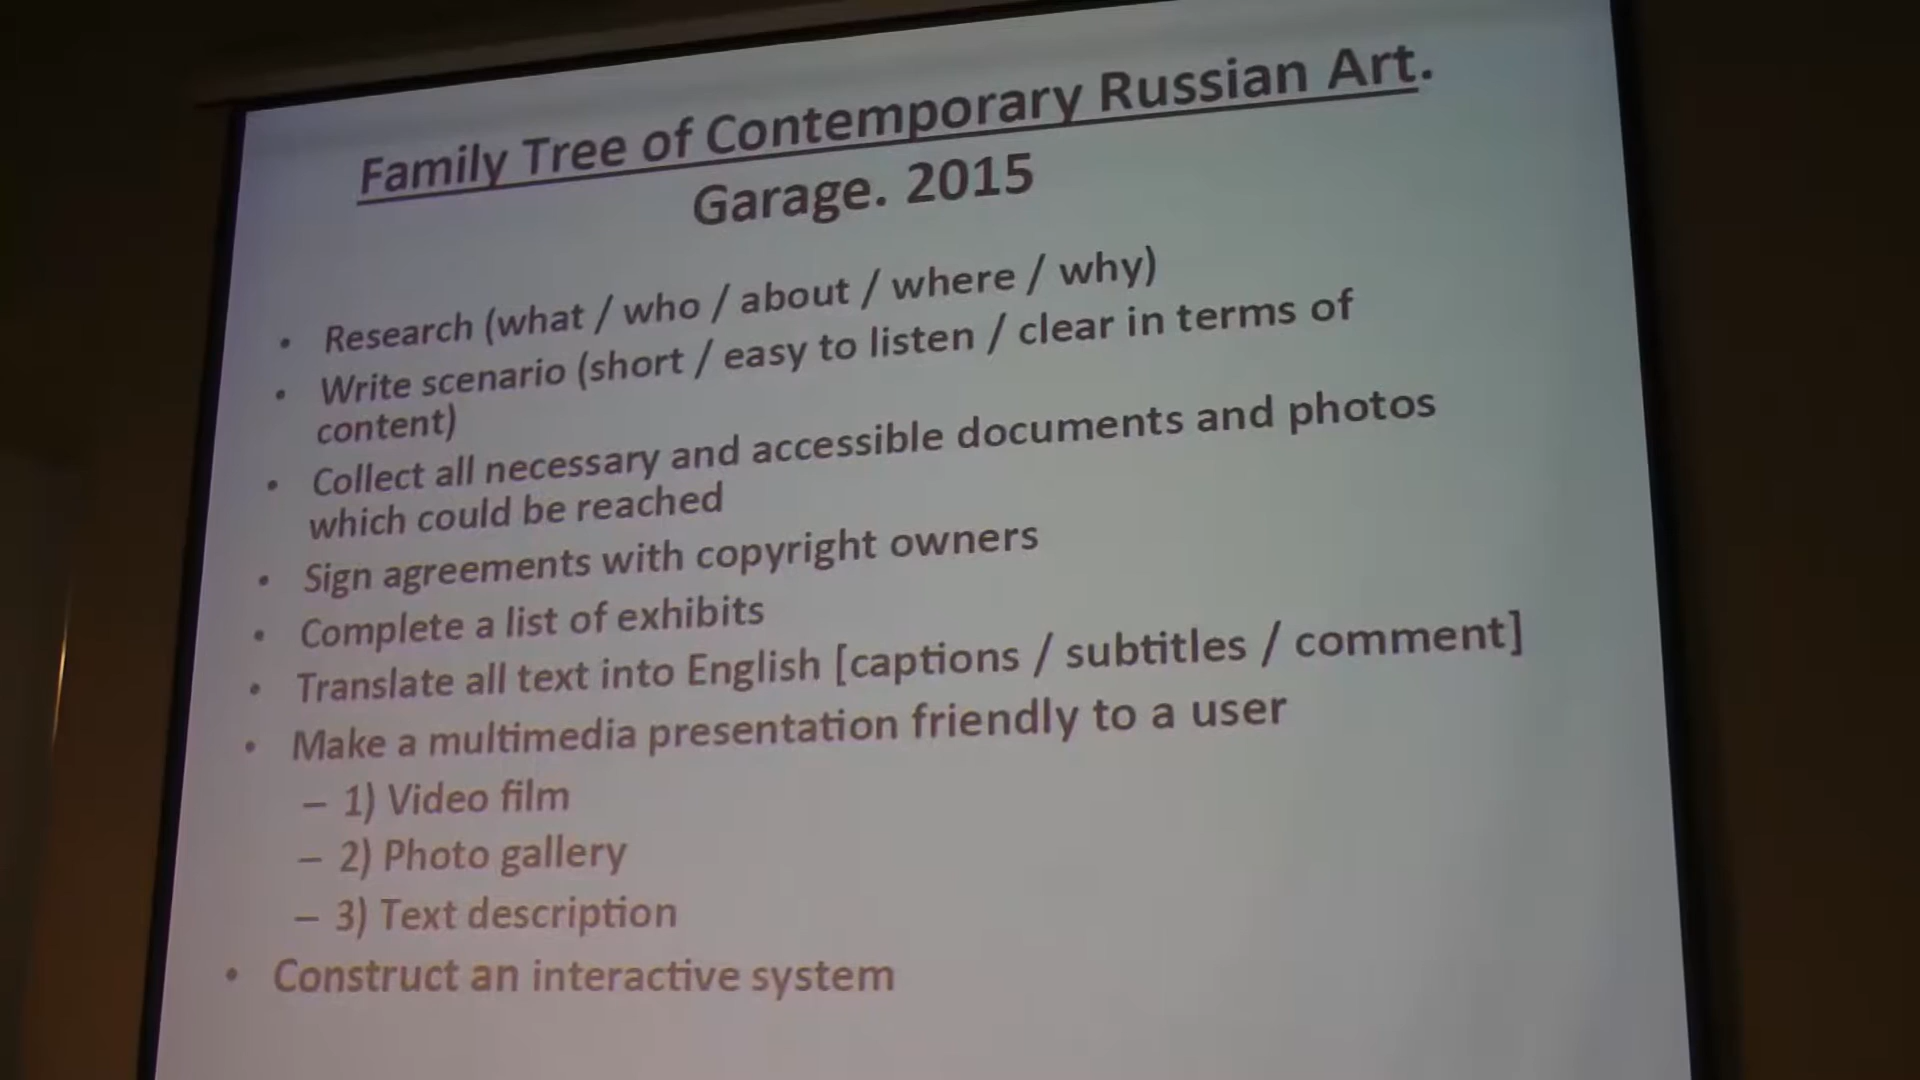 Family Tree of Contemporary Russian Art.
Garage. 2015
• Research (what / who / about / where / why)
• Write scenario (short / easy to listen / clear in terms of
content)
• Collect all necessary and accessible documents and photos
which could be reached
• Sign agreements with copyright owners
• Complete a list of exhibits
• Translate all text into English [captions / subtitles / comment]
• Make a multimedia presentation friendly to a user
– 1) Video film
– 2) Photo gallery
– 3) Text description
• Construct an interactive system